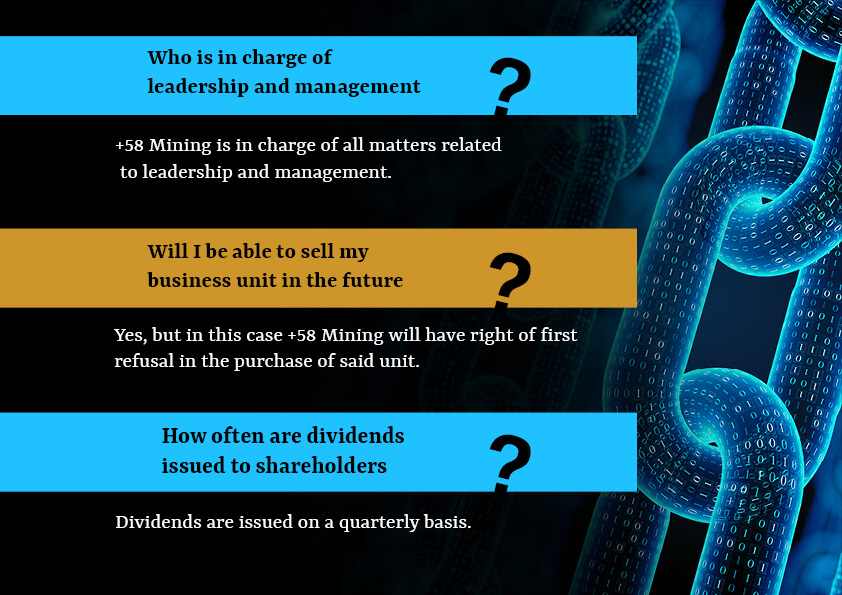 Who is in charge of
leadership and management
?
+58 Mining is in charge of all matters related
to leadership and management.
Will I be able to sell my
business unit in the future
?
Yes, but in this case +58 Mining will have right of first
refusal in the purchase of said unit.
How often are dividends
issued to shareholders
?
Dividends are issued on a quarterly basis.